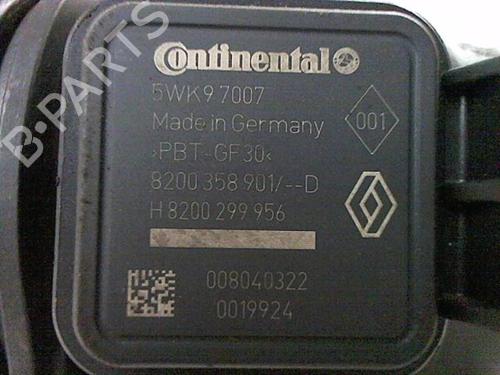 Continental
5WK9 7007
Made in Germany
001
>PBT-GF30<
8200 358 901/--D
H 8200 299 956
008040322
0019924
B-PARTS